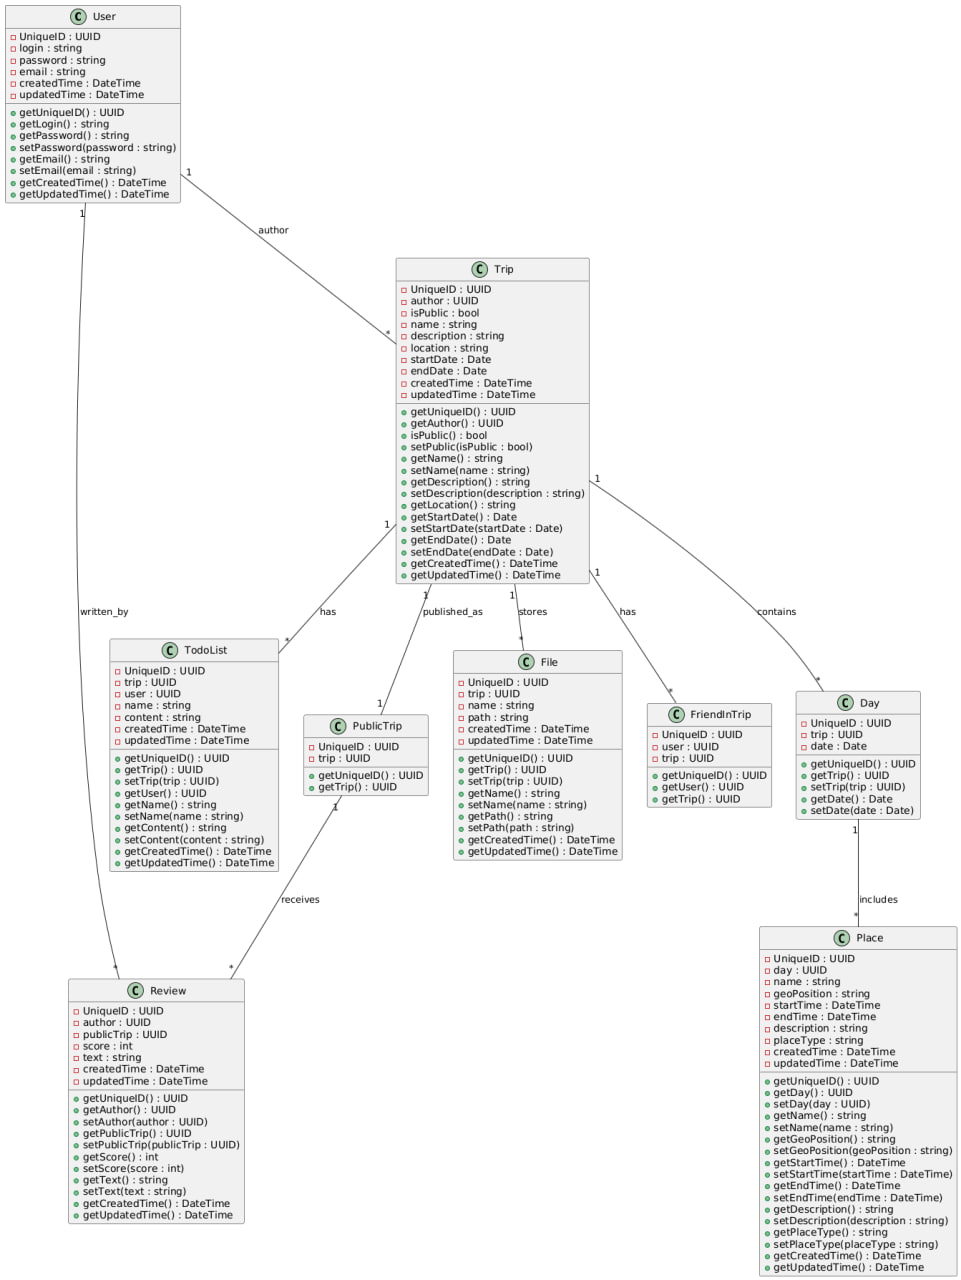 C User
UniqueID : UUID
login : string
password : string
email : string
createdTime : DateTime
updatedTime : DateTime
getUniqueID() : UUID
getLogin() : string
getPassword() : string
setPassword(password : string)
getEmail() : string
setEmail(email : string)
getCreatedTime() : DateTime
getUpdatedTime() : DateTime
1
1
author
*
C Trip
UniqueID : UUID
author : UUID
isPublic : bool
name : string
description : string
location : string
startDate : Date
endDate : Date
createdTime : DateTime
updatedTime : DateTime
getUniqueID() : UUID
getAuthor() : UUID
isPublic() : bool
setPublic(isPublic : bool)
getName() : string
setName(name : string)
getDescription() : string
setDescription(description : string)
getLocation() : string
getStartDate() : Date
setStartDate(startDate : Date)
getEndDate() : Date
setEndDate(endDate : Date)
getCreatedTime() : DateTime
getUpdatedTime() : DateTime
1
1
1
1
1
written_by
has
published_as
stores
has
contains
*
1
*
*
*
C TodoList
UniqueID : UUID
trip : UUID
user : UUID
name : string
content : string
createdTime : DateTime
updatedTime : DateTime
getUniqueID() : UUID
getTrip() : UUID
setTrip(trip : UUID)
getUser() : UUID
getName() : string
setName(name : string)
getContent() : string
setContent(content : string)
getCreatedTime() : DateTime
getUpdatedTime() : DateTime
C PublicTrip
UniqueID : UUID
trip : UUID
getUniqueID() : UUID
getTrip() : UUID
C File
UniqueID : UUID
trip : UUID
name : string
path : string
createdTime : DateTime
updatedTime : DateTime
getUniqueID() : UUID
getTrip() : UUID
setTrip(trip : UUID)
getName() : string
setName(name : string)
getPath() : string
setPath(path : string)
getCreatedTime() : DateTime
getUpdatedTime() : DateTime
C FriendInTrip
UniqueID : UUID
user : UUID
trip : UUID
getUniqueID() : UUID
getUser() : UUID
getTrip() : UUID
C Day
UniqueID : UUID
trip : UUID
date : Date
getUniqueID() : UUID
getTrip() : UUID
setTrip(trip : UUID)
getDate() : Date
setDate(date : Date)
1
1
receives
includes
*
*
*
C Review
UniqueID : UUID
author : UUID
publicTrip : UUID
score : int
text : string
createdTime : DateTime
updatedTime : DateTime
getUniqueID() : UUID
getAuthor() : UUID
setAuthor(author : UUID)
getPublicTrip() : UUID
setPublicTrip(publicTrip : UUID)
getScore() : int
setScore(score : int)
getText() : string
setText(text : string)
getCreatedTime() : DateTime
getUpdatedTime() : DateTime
C Place
UniqueID : UUID
day : UUID
name : string
geoPosition : string
startTime : DateTime
endTime : DateTime
description : string
placeType : string
createdTime : DateTime
updatedTime : DateTime
getUniqueID() : UUID
getDay() : UUID
setDay(day : UUID)
getName() : string
setName(name : string)
getGeoPosition() : string
setGeoPosition(geoPosition : string)
getStartTime() : DateTime
setStartTime(startTime : DateTime)
getEndTime() : DateTime
setEndTime(endTime : DateTime)
getDescription() : string
setDescription(description : string)
getPlaceType() : string
setPlaceType(placeType : string)
getCreatedTime() : DateTime
getUpdatedTime() : DateTime